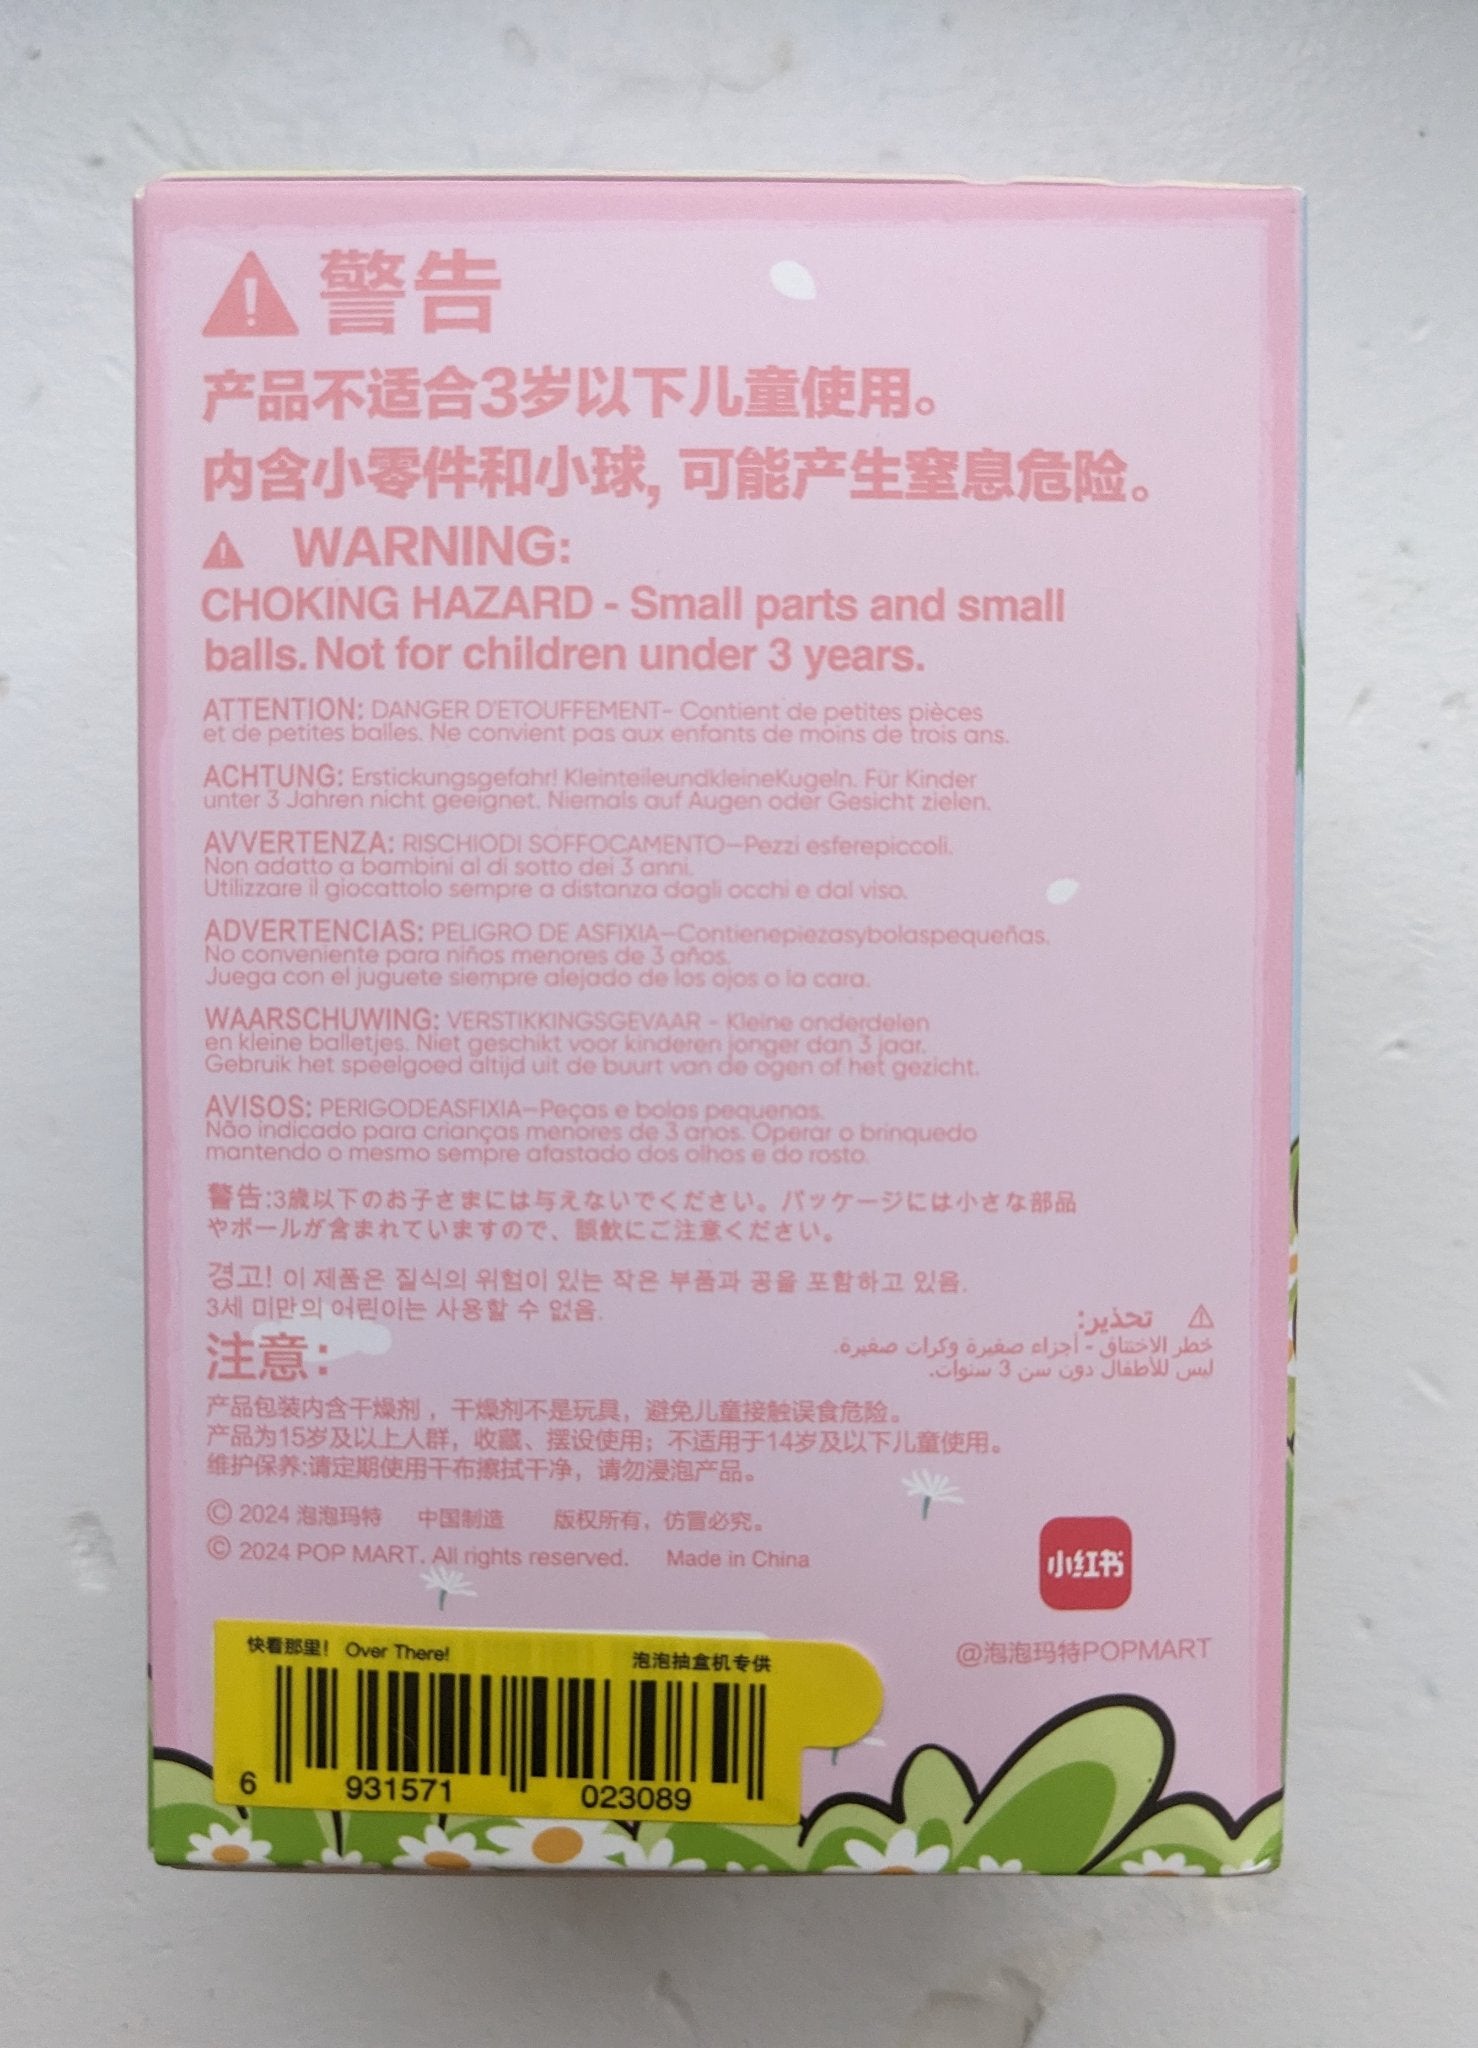 警告
产品不适合3岁以下儿童使用。
内含小零件和小球, 可能产生窒息危险。
WARNING:
CHOKING HAZARD - Small parts and small
balls. Not for children under 3 years.
ATTENTION: DANGER D'ETOUFFEMENT- Contient de petites pièces
et de petites balles. Ne convient pas aux enfants de moins de trois ans.
ACHTUNG: Erstickungsgefahr! KleinteileundkleineKugeln. Für Kinder
unter 3 Jahren nicht geeignet. Niemals auf Augen oder Gesicht zielen.
AVVERTENZA: RISCHIODI SOFFOCAMENTO—Pezzi esferepiccoli.
Non adatto a bambini al di sotto dei 3 anni.
Utilizzare il giocattolo sempre a distanza dagli occhi e dal viso.
ADVERTENCIAS: PELIGRO DE ASFIXIA—Contienepiezasybolaspequeñas.
No conveniente para niños menores de 3 años.
Juega con el juguete siempre alejado de los ojos o la cara.
WAARSCHUWING: VERSTIKKINGSGEVAAR - Kleine onderdelen
en kleine balletjes. Niet geschikt voor kinderen jonger dan 3 jaar.
Gebruik het speelgoed altijd uit de buurt van de ogen of het gezicht.
AVISOS: PERIGODEASFIXIA—Peças e bolas pequenas.
Não indicado para crianças menores de 3 anos. Operar o brinquedo
mantendo o mesmo sempre afastado dos olhos e do rosto.
警告:3歳以下のお子さまには与えないでください。パッケージには小さな部品
やボールが含まれていますので、誤飲にご注意ください。
경고! 이 제품은 질식의 위험이 있는 작은 부품과 공을 포함하고 있음.
3세 미만의 어린이는 사용할 수 없음.
تحذير:
خطر الاختناق - أجزاء صغيرة وكرات صغيرة.
ليس للأطفال دون سن 3 سنوات.
注意:
产品包装内含干燥剂，干燥剂不是玩具，避免儿童接触误食危险。
产品为15岁及以上人群，收藏、摆设使用；不适用于14岁及以下儿童使用。
维护保养:请定期使用干布擦拭干净，请勿浸泡产品。
© 2024 泡泡玛特 中国制造 版权所有，仿冒必究。
© 2024 POP MART. All rights reserved. Made in China
小红书
@泡泡玛特POPMART
快看那里! Over There! 泡泡抽盒机专供
6 931571 023089